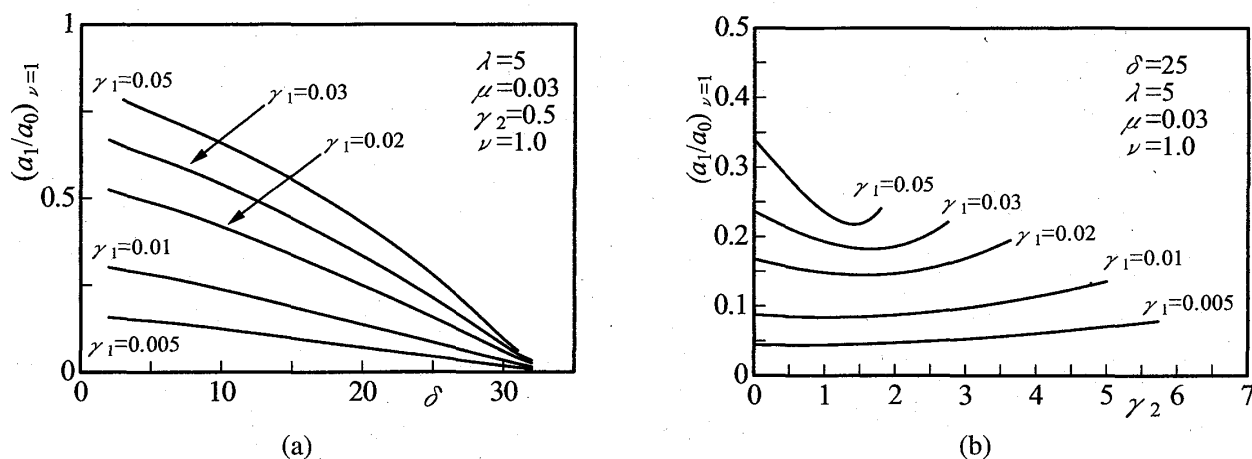 1
0.5
0
(a₁/a₀) ν=1
γ₁=0.05
γ₁=0.03
γ₁=0.02
γ₁=0.01
γ₁=0.005
λ=5
μ=0.03
γ₂=0.5
ν=1.0
0 10 20 δ 30
(a)
0.5
0.4
0.3
0.2
0.1
0
(a₁/a₀) ν=1
δ=25
λ=5
μ=0.03
ν=1.0
γ₁=0.05
γ₁=0.03
γ₁=0.02
γ₁=0.01
γ₁=0.005
0 1 2 3 4 5 γ₂ 6 7
(b)